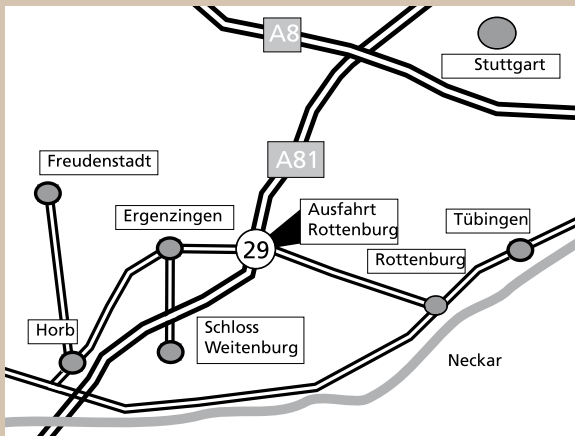 A8
Stuttgart
A81
Freudenstadt
Ergenzingen
Ausfahrt
Rottenburg
Tübingen
29
Rottenburg
Horb
Schloss
Weitenburg
Neckar